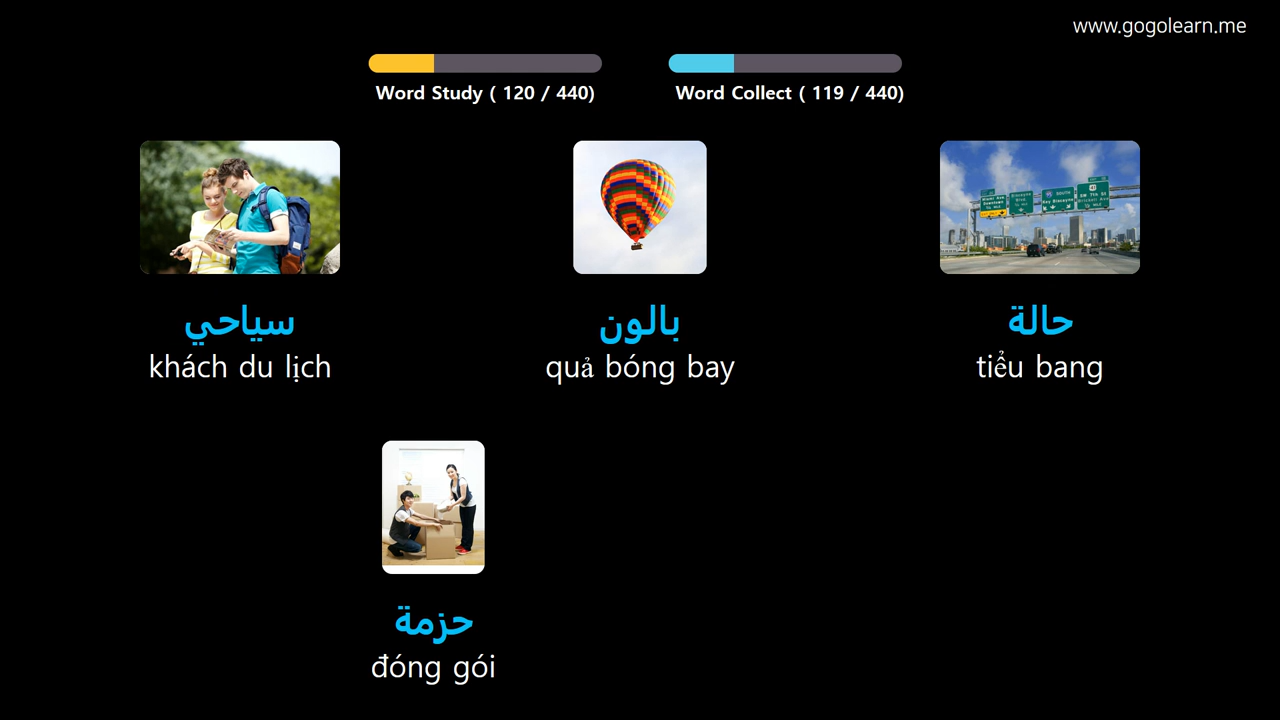 www.gogolearn.me
Word Study ( 120 / 440)
Word Collect ( 119 / 440)
سياحي
khách du lịch
بالون
quả bóng bay
حالة
tiểu bang
حزمة
đóng gói